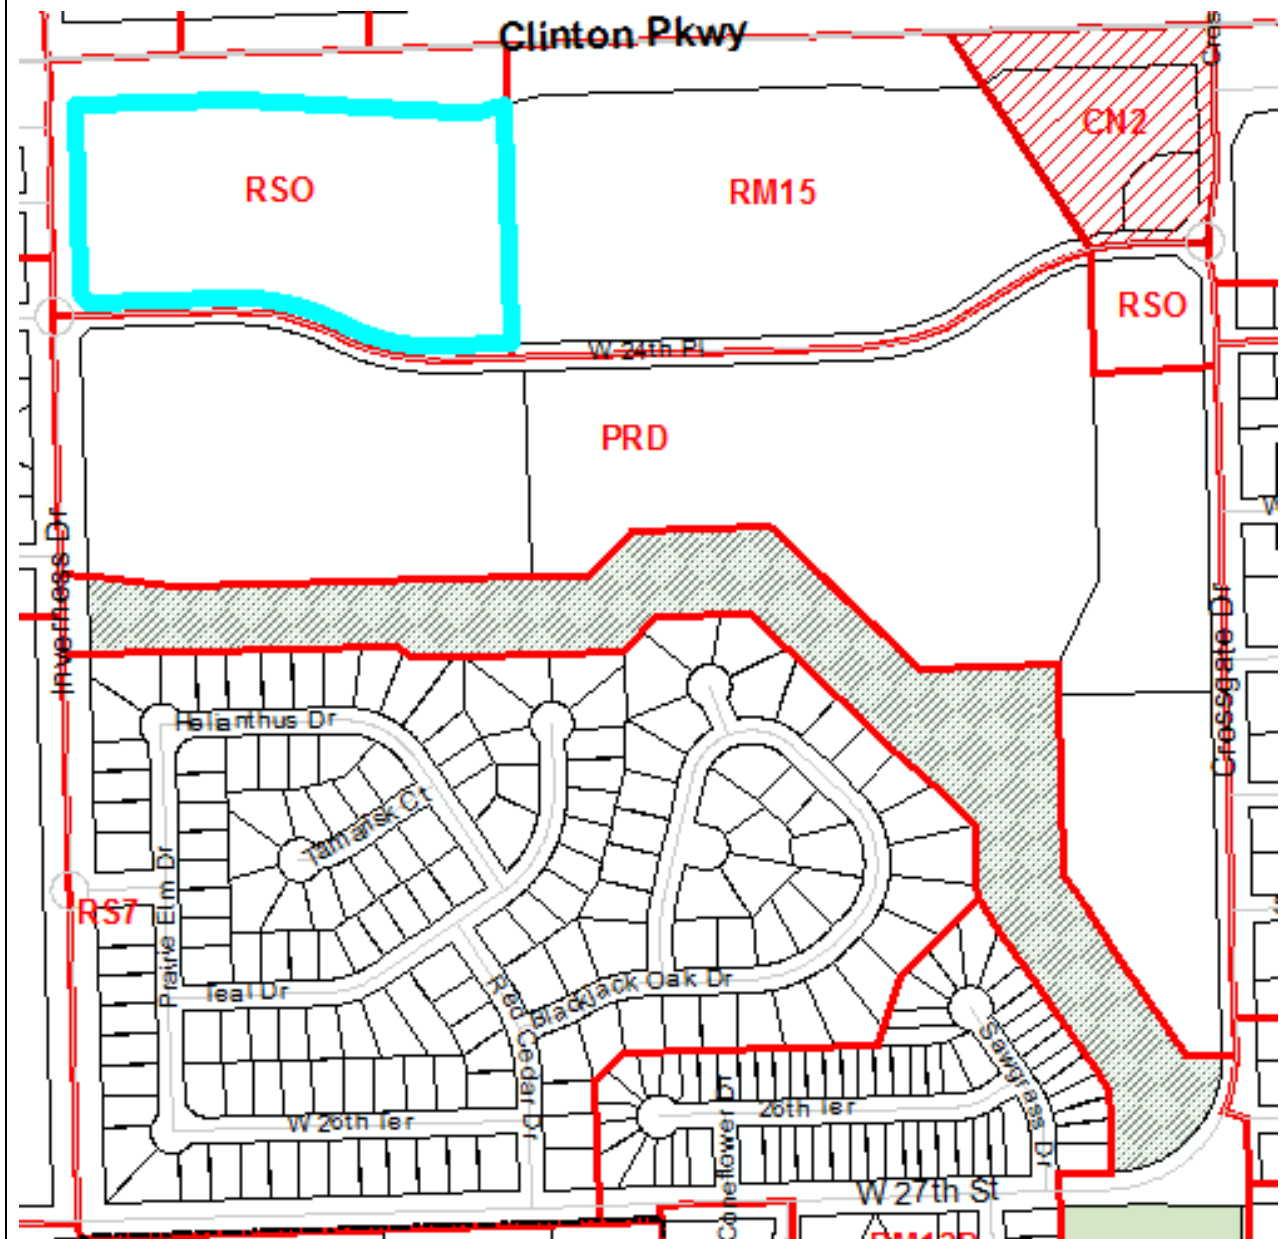 Clinton Pkwy
Cros
CN2
RSO
RM15
RSO
W 24th Pl
PRD
Inverness Dr
W
Crossgate Dr
Helianthus Dr
Tamarisk Ct
Prairie Elm Dr
RS7
Teal Dr
Red Cedar Dr
Blackjack Oak Dr
Sawgrass Dr
W 26th Ter
26th Ter
Coneflower Dr
W 27th St